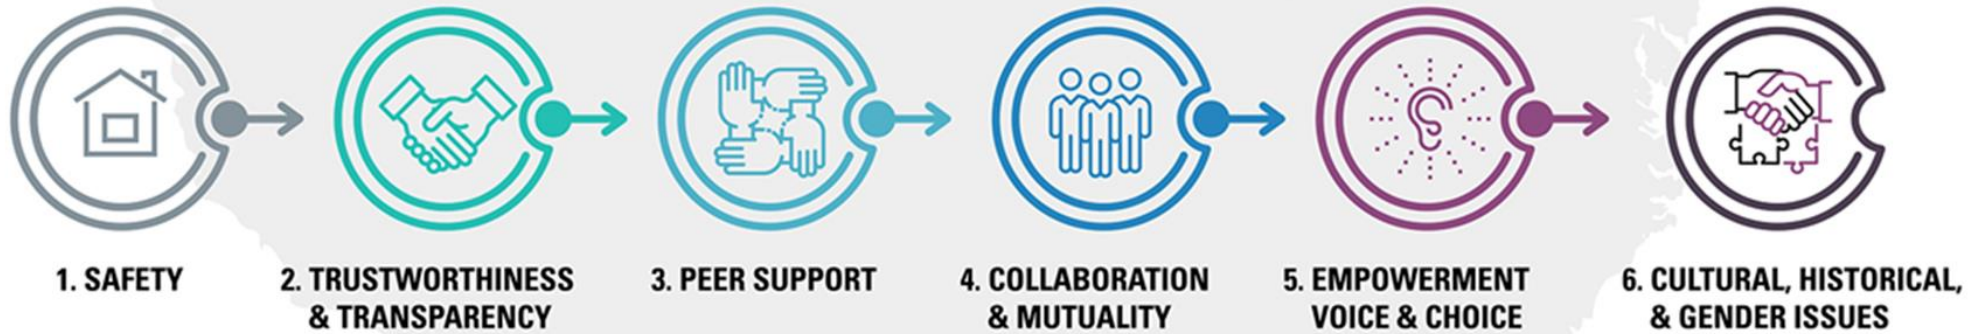 1. SAFETY
2. TRUSTWORTHINESS
& TRANSPARENCY
3. PEER SUPPORT
4. COLLABORATION
& MUTUALITY
5. EMPOWERMENT
VOICE & CHOICE
6. CULTURAL, HISTORICAL,
& GENDER ISSUES